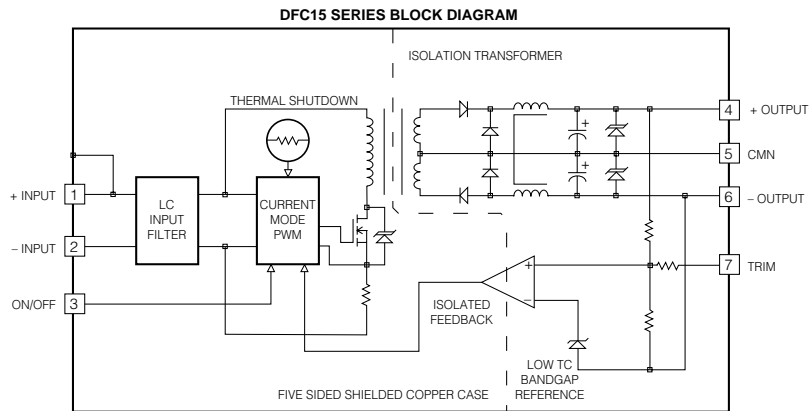 DFC15 SERIES BLOCK DIAGRAM
ISOLATION TRANSFORMER
THERMAL SHUTDOWN
4
+ OUTPUT
+
5
CMN
+
+ INPUT
1
LC
INPUT
FILTER
CURRENT
MODE
PWM
6
– OUTPUT
– INPUT
2
7
TRIM
ON/OFF
3
+
–
ISOLATED
FEEDBACK
LOW TC
BANDGAP
REFERENCE
FIVE SIDED SHIELDED COPPER CASE